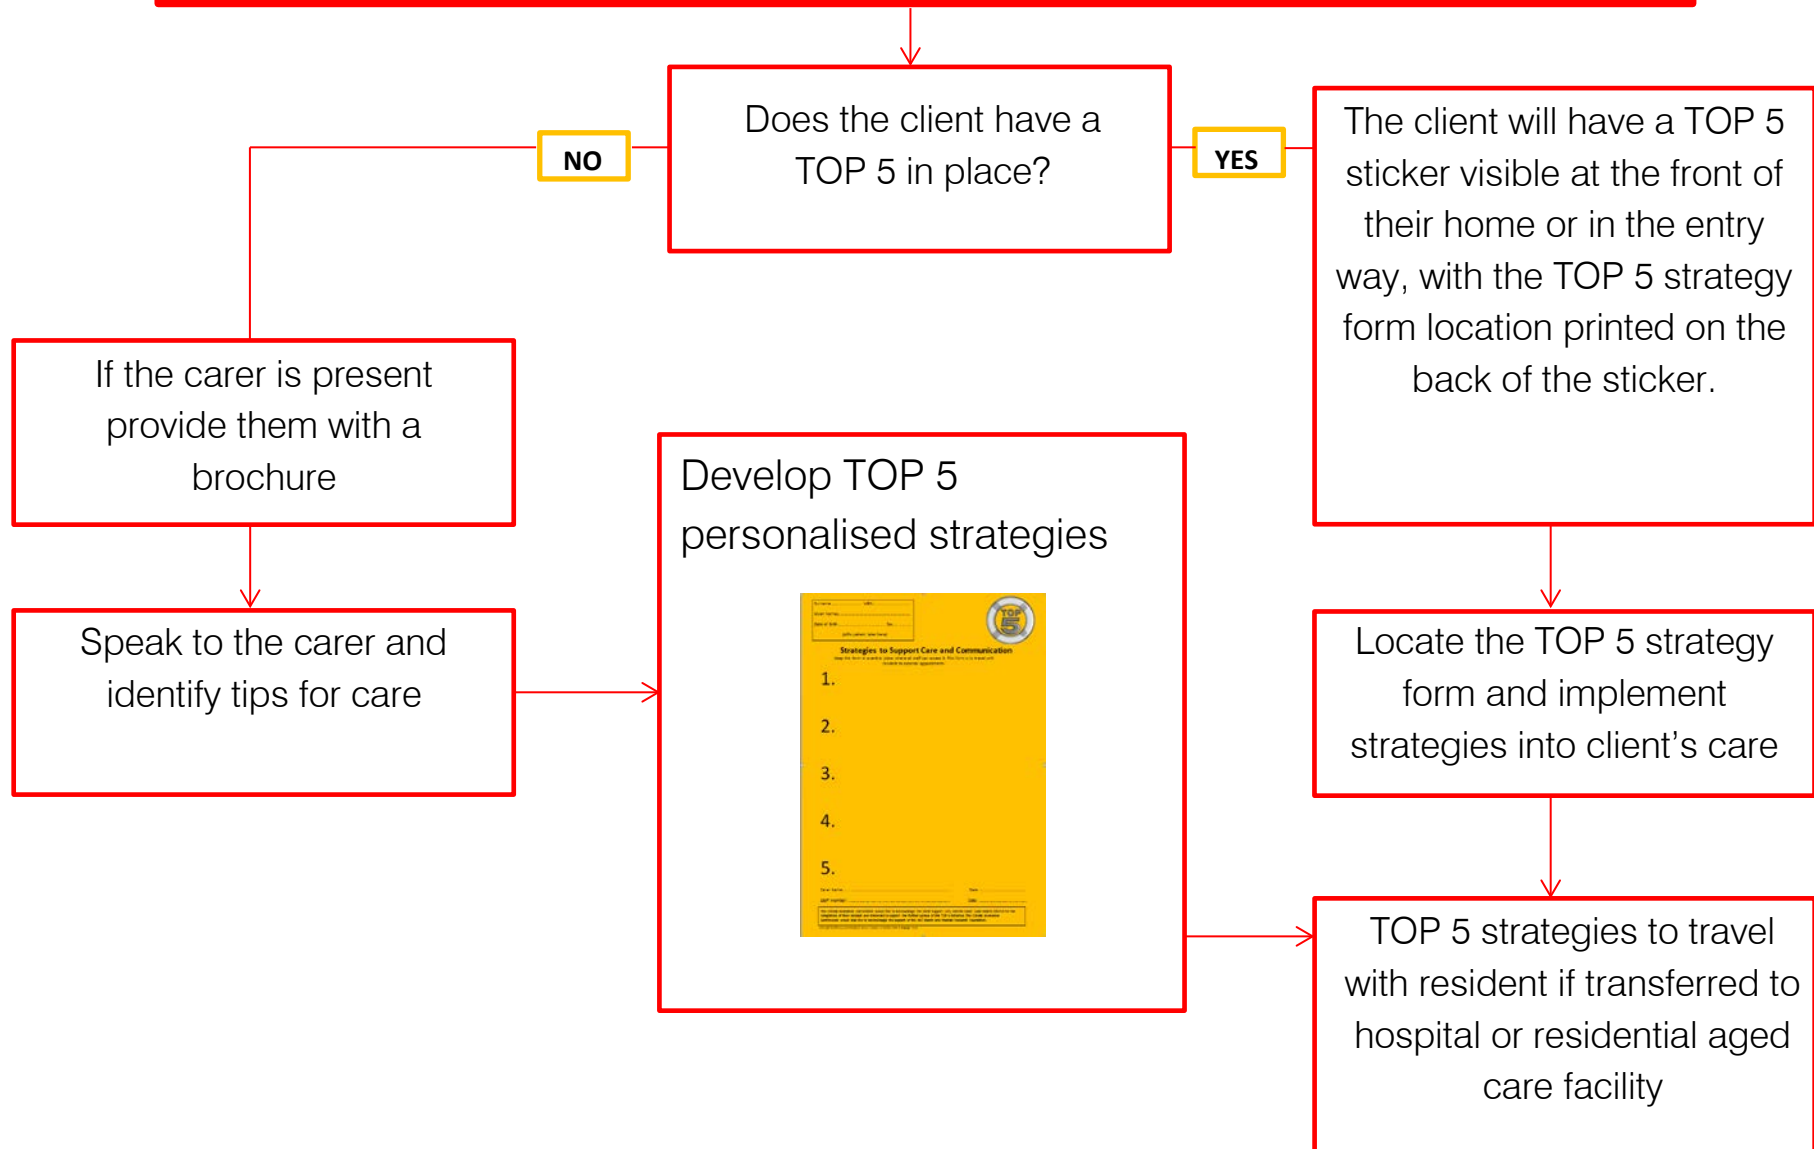 Does the client have a
TOP 5 in place?
NO
YES
The client will have a TOP 5
sticker visible at the front of
their home or in the entry
way, with the TOP 5 strategy
form location printed on the
back of the sticker.
If the carer is present
provide them with a
brochure
Speak to the carer and
identify tips for care
Develop TOP 5
personalised strategies
TOP
5
Strategies to Support Care and Communication
1.
2.
3.
4.
5.
Locate the TOP 5 strategy
form and implement
strategies into client’s care
TOP 5 strategies to travel
with resident if transferred to
hospital or residential aged
care facility